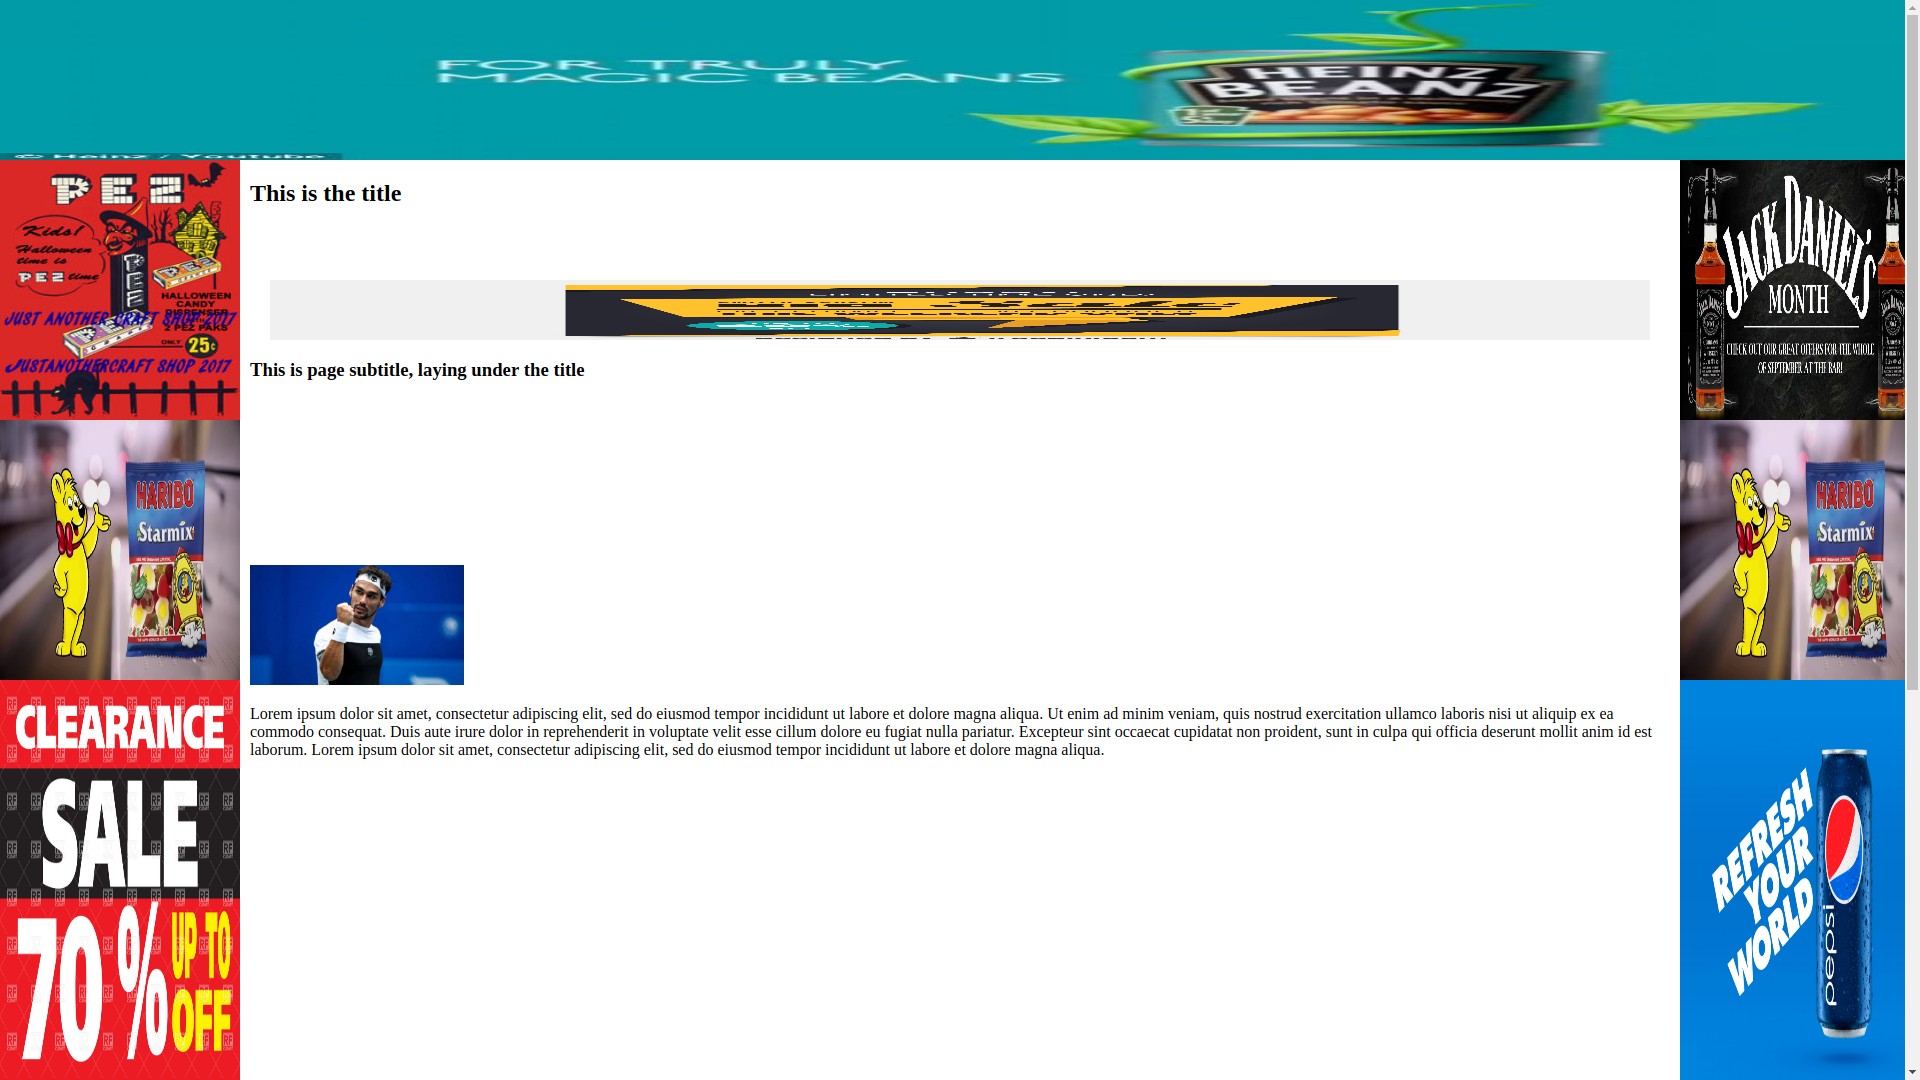 FOR TRULY
MAGIC BEANS
HEINZ
BEANZ
© Heinz / Youtube
PEZ
Kids!
Halloween
time is
PEZ time
PEZ
HALLOWEEN
CANDY
DISPENSER
2 PEZ PAKS
ONLY 25¢
JUST ANOTHER CRAFT SHOP 2017
JUSTANOTHERCRAFT SHOP 2017
HARIBO
Starmix
CLEARANCE
SALE
70% UP TO
OFF
This is the title
This is page subtitle, laying under the title
Lorem ipsum dolor sit amet, consectetur adipiscing elit, sed do eiusmod tempor incididunt ut labore et dolore magna aliqua. Ut enim ad minim veniam, quis nostrud exercitation ullamco laboris nisi ut aliquip ex ea
commodo consequat. Duis aute irure dolor in reprehenderit in voluptate velit esse cillum dolore eu fugiat nulla pariatur. Excepteur sint occaecat cupidatat non proident, sunt in culpa qui officia deserunt mollit anim id est
laborum. Lorem ipsum dolor sit amet, consectetur adipiscing elit, sed do eiusmod tempor incididunt ut labore et dolore magna aliqua.
JACK DANIEL'S
MONTH
CHECK OUT OUR GREAT OFFERS FOR THE WHOLE
OF SEPTEMBER AT THE BAR!
HARIBO
Starmix
REFRESH
YOUR
WORLD
pepsi